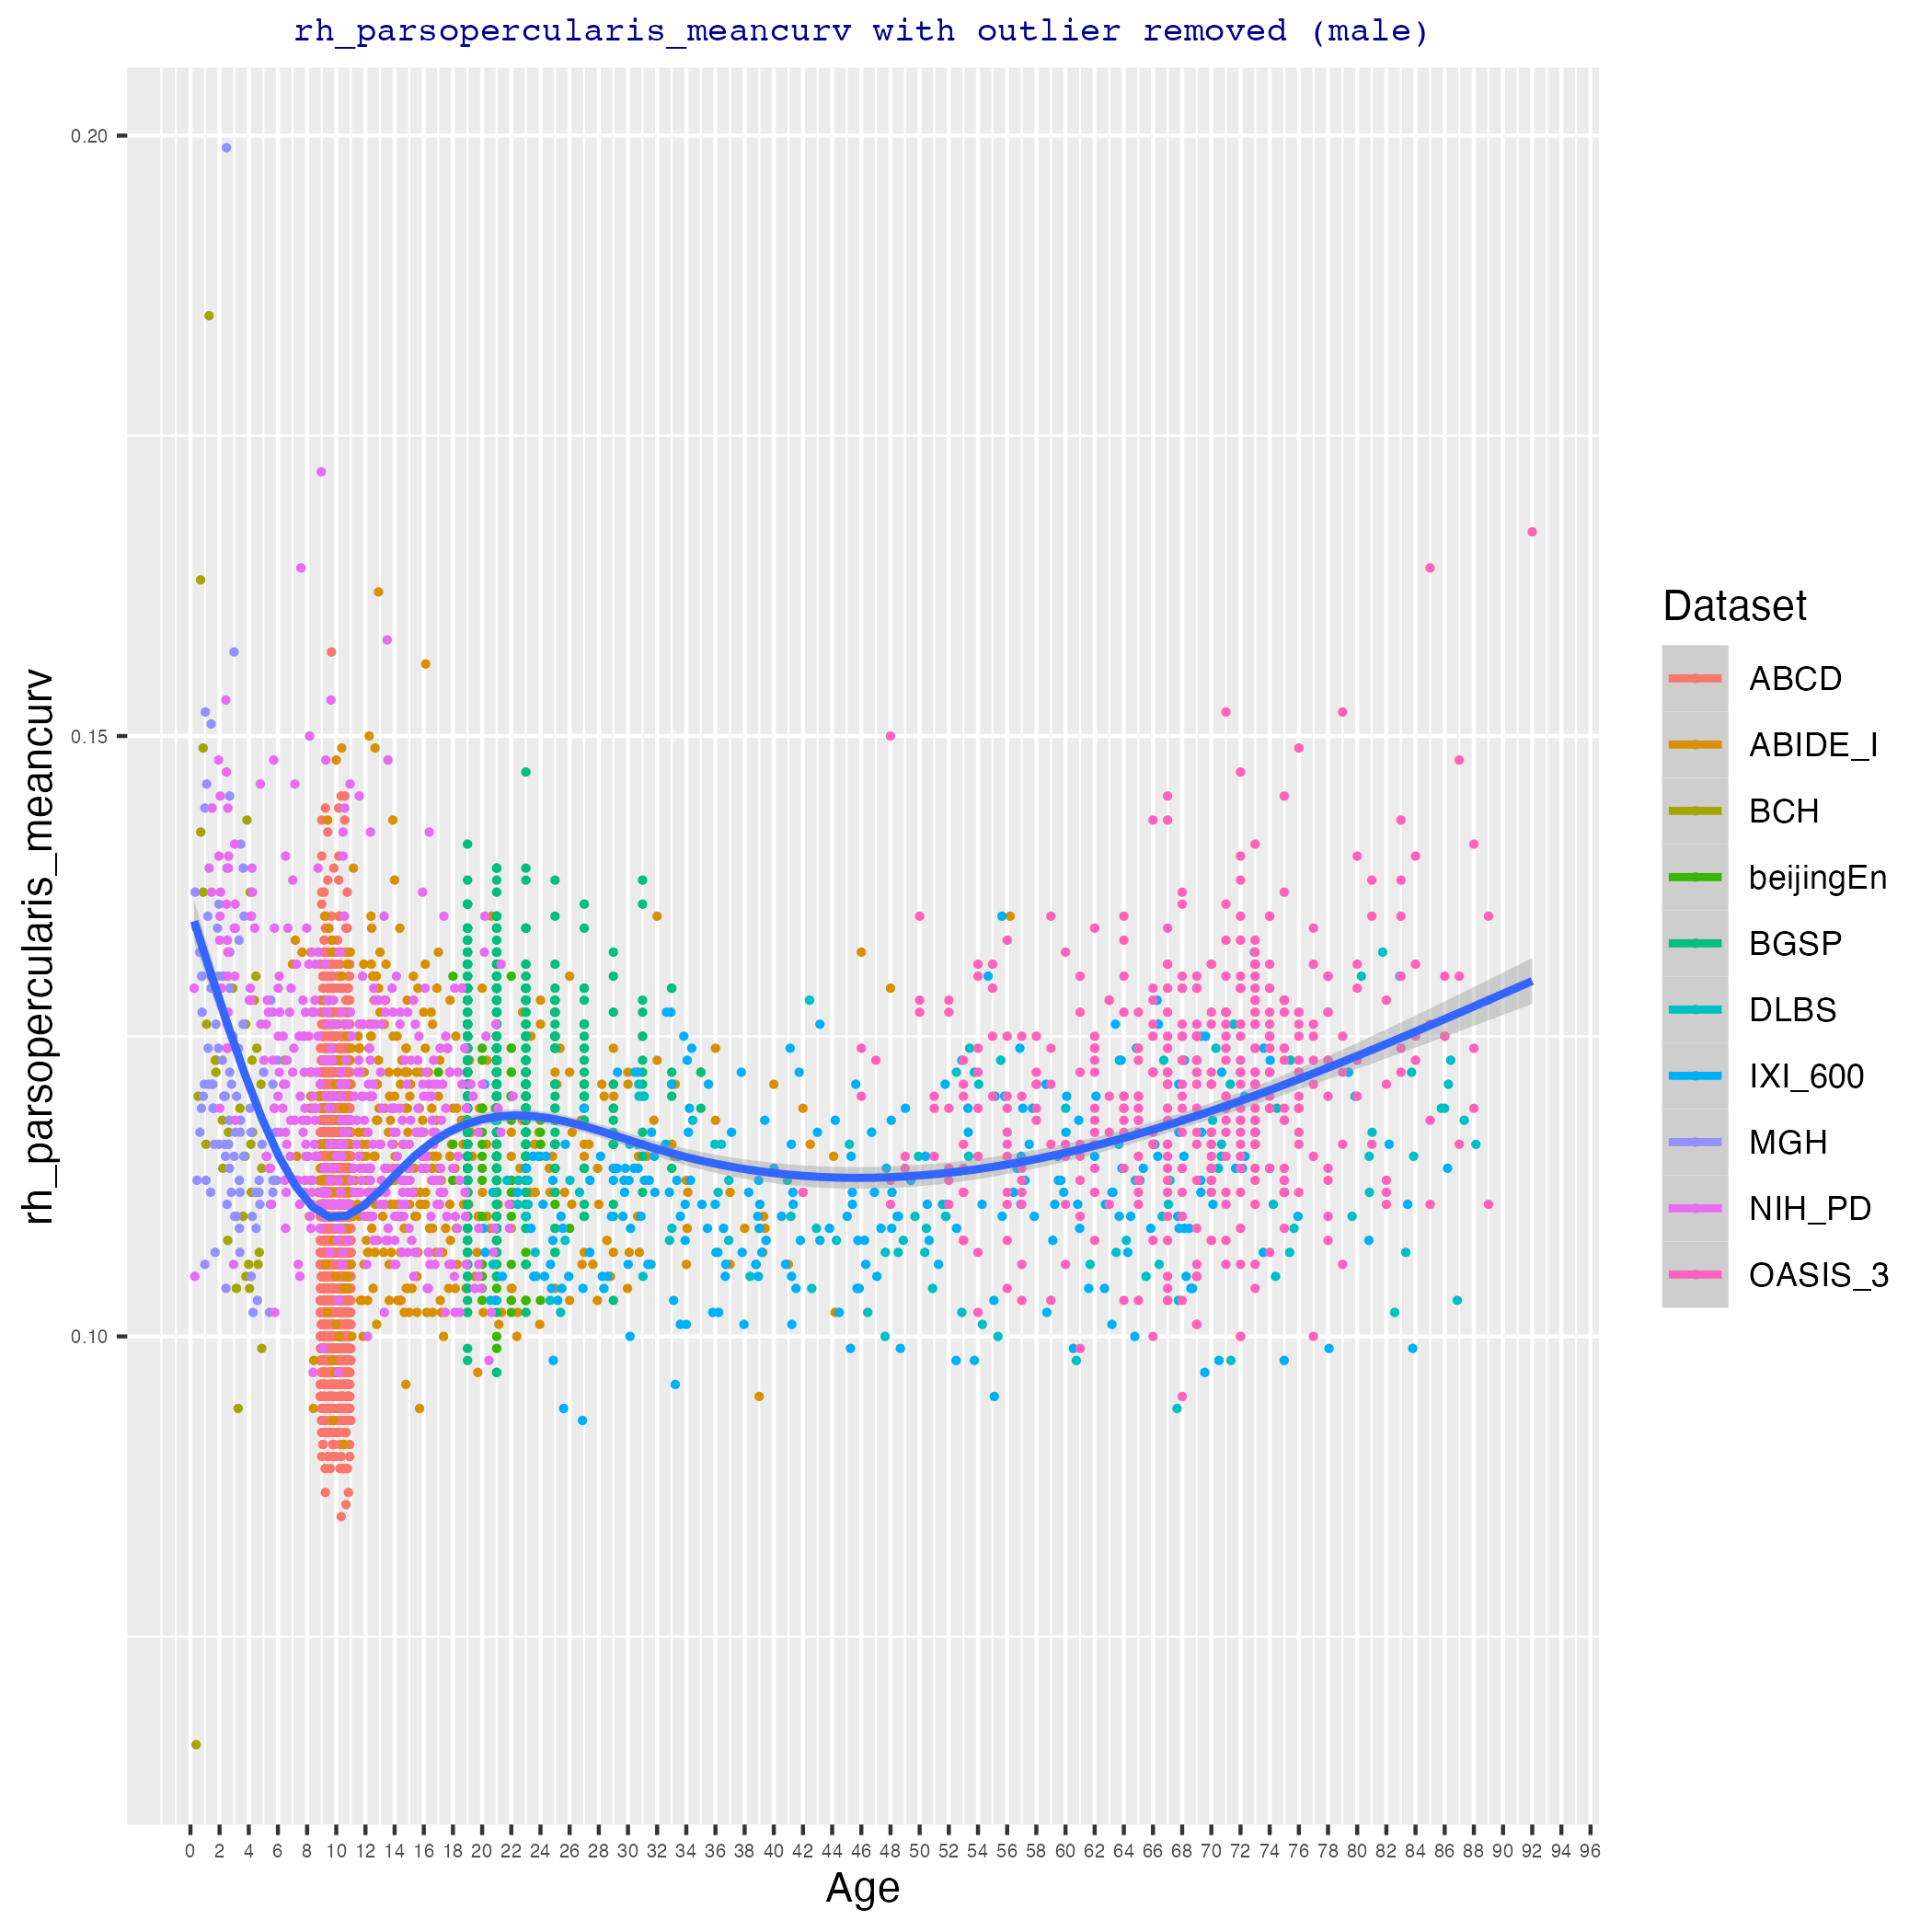 rh_parsopercularis_meancurv with outlier removed (male)
0.20
0.15
0.10
rh_parsopercularis_meancurv
0 2 4 6 8 10 12 14 16 18 20 22 24 26 28 30 32 34 36 38 40 42 44 46 48 50 52 54 56 58 60 62 64 66 68 70 72 74 76 78 80 82 84 86 88 90 92 94 96
Age
Dataset
ABCD
ABIDE_I
BCH
beijingEn
BGSP
DLBS
IXI_600
MGH
NIH_PD
OASIS_3